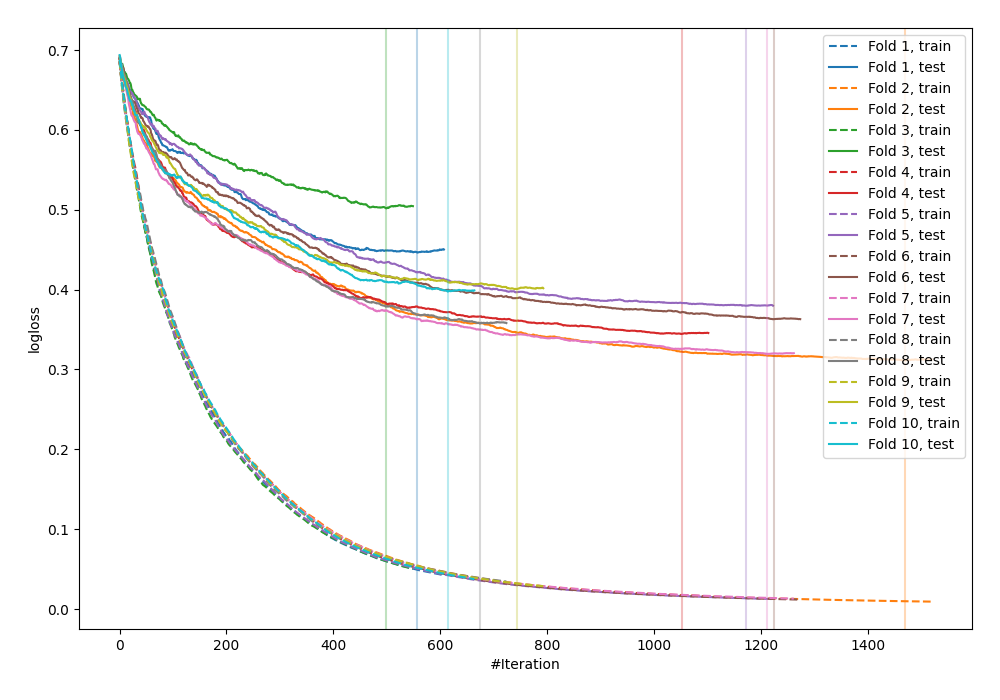 0.7
0.6
0.5
0.4
0.3
0.2
0.1
0.0
logloss
0
200
400
600
800
1000
1200
1400
#Iteration
Fold 1, train
Fold 1, test
Fold 2, train
Fold 2, test
Fold 3, train
Fold 3, test
Fold 4, train
Fold 4, test
Fold 5, train
Fold 5, test
Fold 6, train
Fold 6, test
Fold 7, train
Fold 7, test
Fold 8, train
Fold 8, test
Fold 9, train
Fold 9, test
Fold 10, train
Fold 10, test